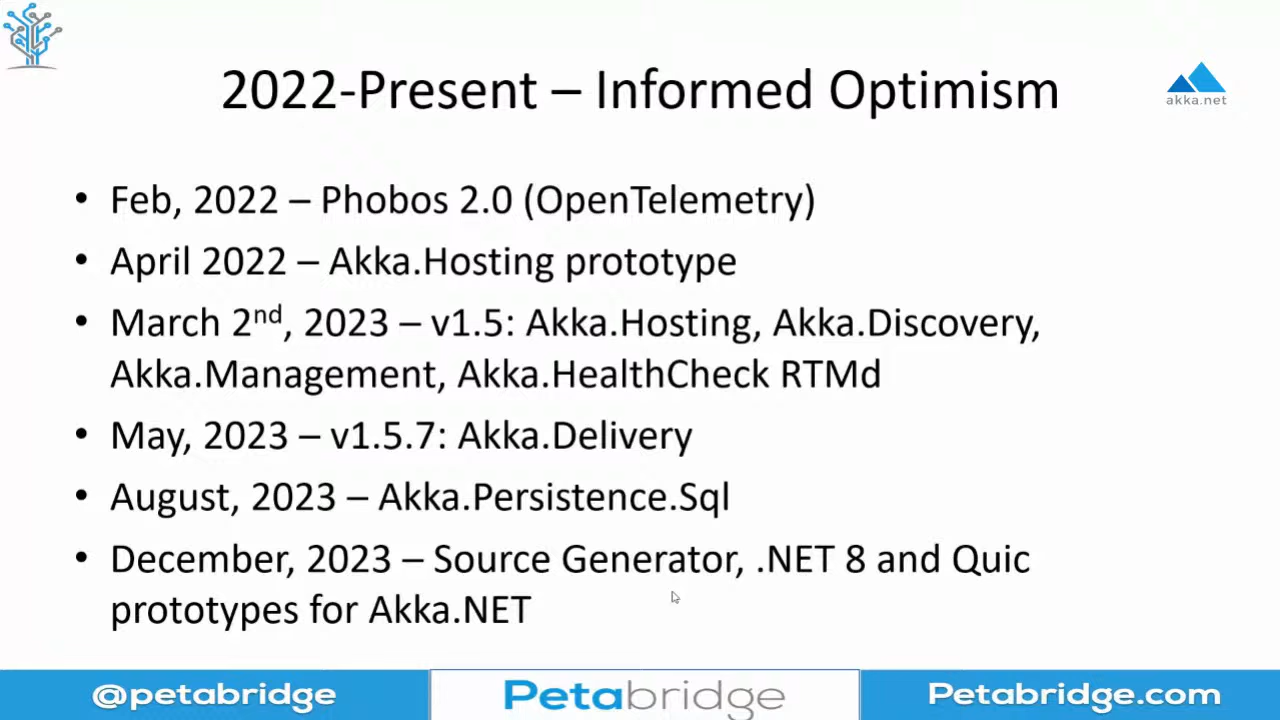 2022-Present – Informed Optimism
akka.net
• Feb, 2022 – Phobos 2.0 (OpenTelemetry)
• April 2022 – Akka.Hosting prototype
• March 2nd, 2023 – v1.5: Akka.Hosting, Akka.Discovery,
Akka.Management, Akka.HealthCheck RTMd
• May, 2023 – v1.5.7: Akka.Delivery
• August, 2023 – Akka.Persistence.Sql
• December, 2023 – Source Generator, .NET 8 and Quic
prototypes for Akka.NET
@petabridge
Petabridge
Petabridge.com